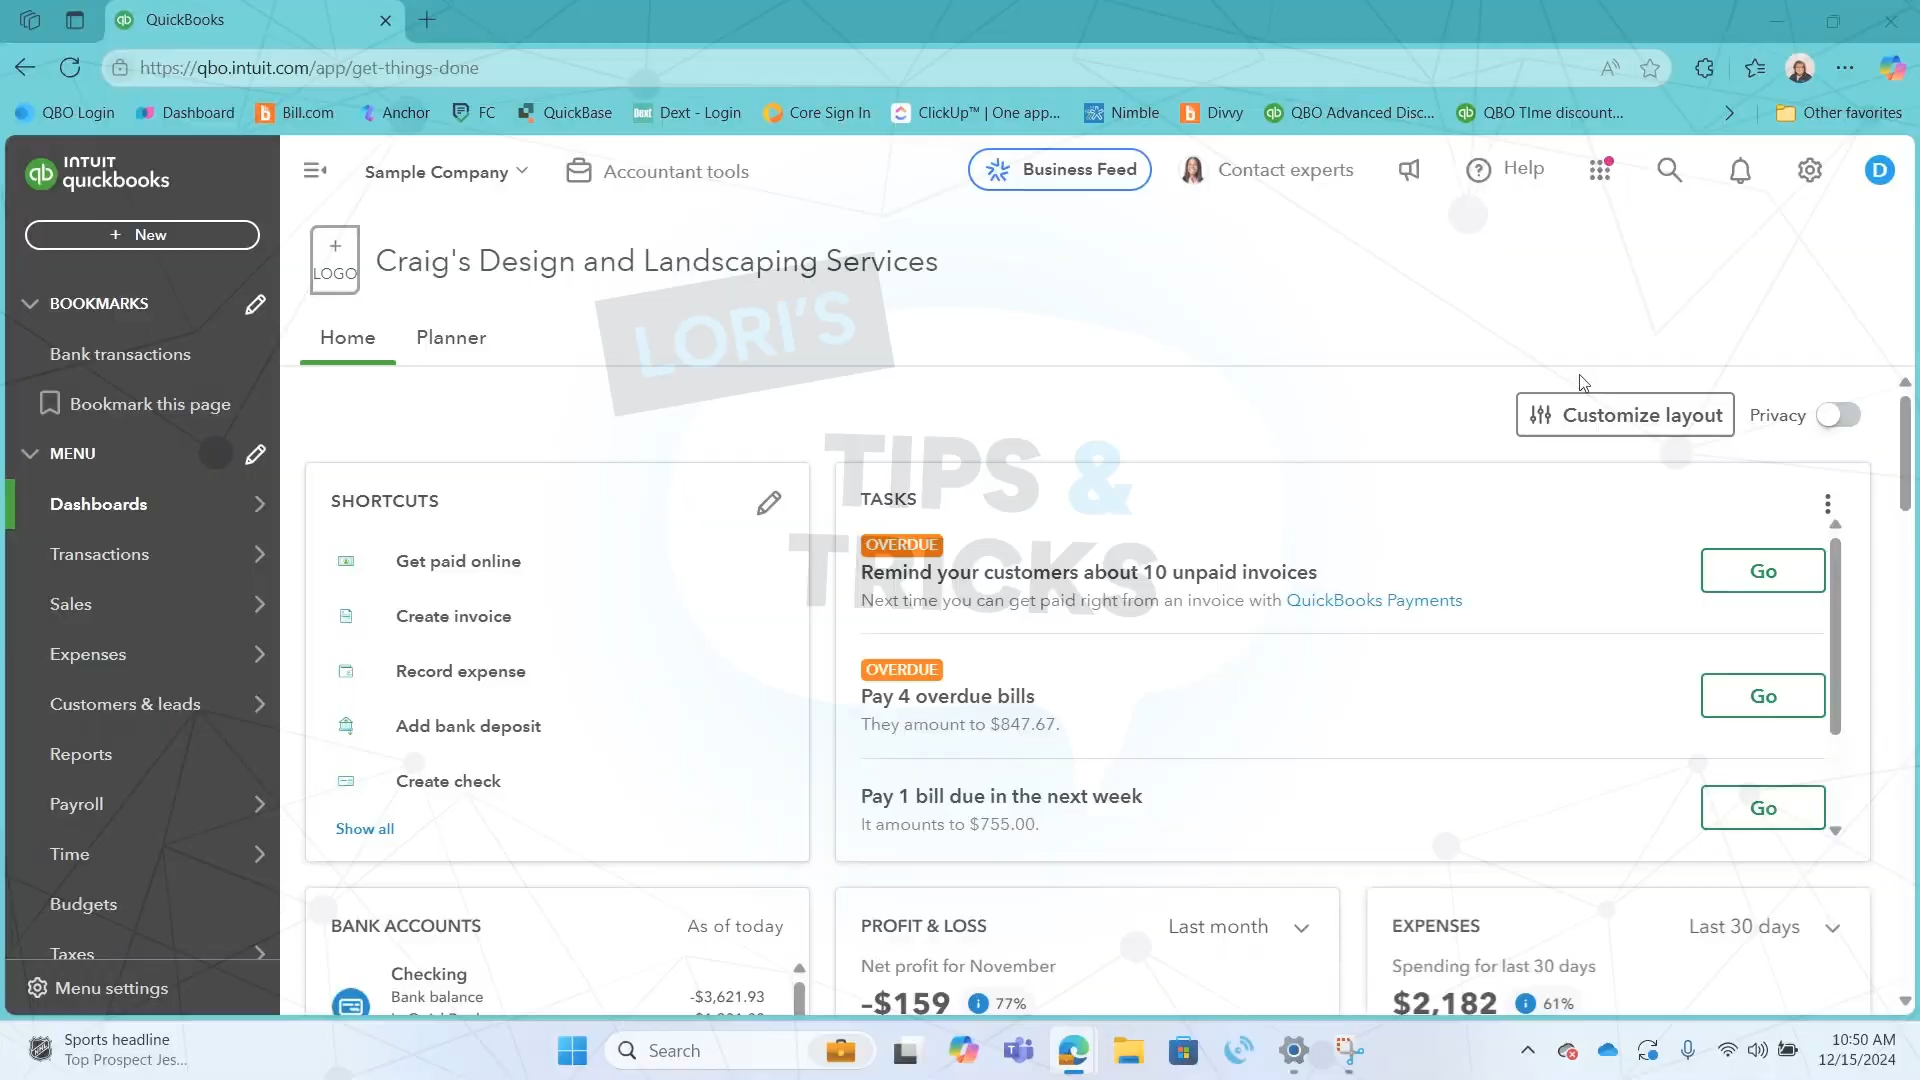 QuickBooks
https://qbo.intuit.com/app/get-things-done
QBO Login
Dashboard
Bill.com
Anchor
FC
QuickBase
Dext - Login
Core Sign In
ClickUp™ | One app...
Nimble
Divvy
QBO Advanced Disc...
QBO TIme discount...
Other favorites
INTUIT
quickbooks
+ New
BOOKMARKS
Bank transactions
Bookmark this page
MENU
Dashboards
Transactions
Sales
Expenses
Customers & leads
Reports
Payroll
Time
Budgets
Taxes
Menu settings
Sample Company
Accountant tools
Business Feed
Contact experts
Help
D
+
LOGO
Craig's Design and Landscaping Services
Home
Planner
LORI'S
TIPS &
TRICKS
Customize layout
Privacy
SHORTCUTS
Get paid online
Create invoice
Record expense
Add bank deposit
Create check
Show all
TASKS
OVERDUE
Remind your customers about 10 unpaid invoices
Next time you can get paid right from an invoice with QuickBooks Payments
Go
OVERDUE
Pay 4 overdue bills
They amount to $847.67.
Go
Pay 1 bill due in the next week
It amounts to $755.00.
Go
BANK ACCOUNTS
As of today
Checking
Bank balance
-$3,621.93
PROFIT & LOSS
Last month
Net profit for November
-$159
77%
EXPENSES
Last 30 days
Spending for last 30 days
$2,182
61%
Sports headline
Top Prospect Jes...
Search
10:50 AM
12/15/2024